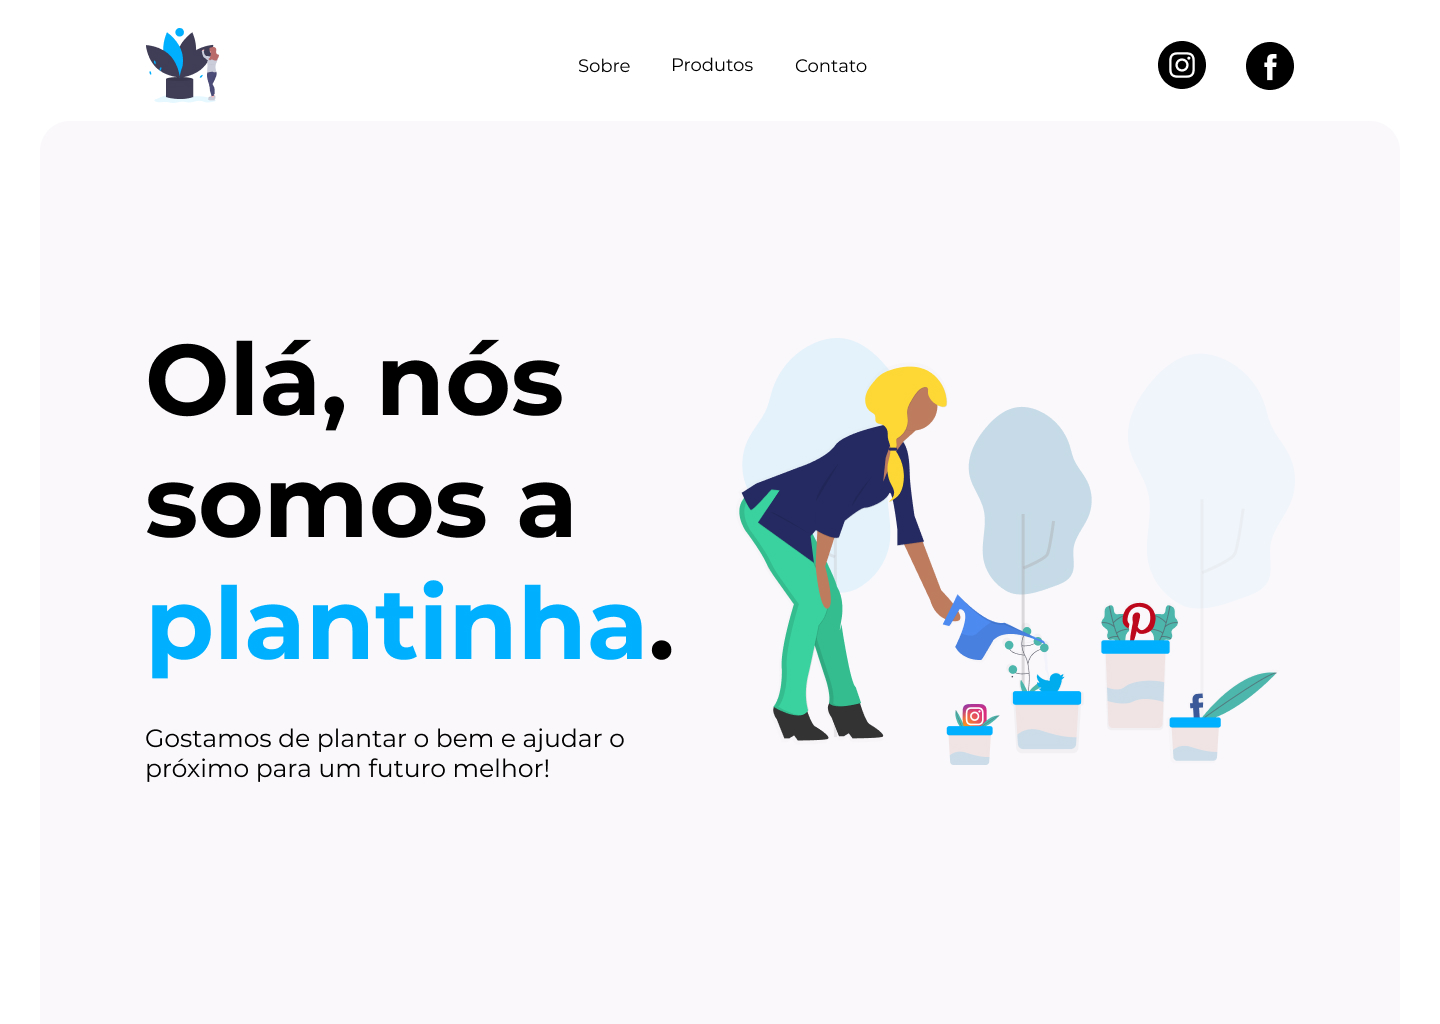 Sobre
Produtos
Contato
Olá, nós
somos a
plantinha.
Gostamos de plantar o bem e ajudar o
próximo para um futuro melhor!